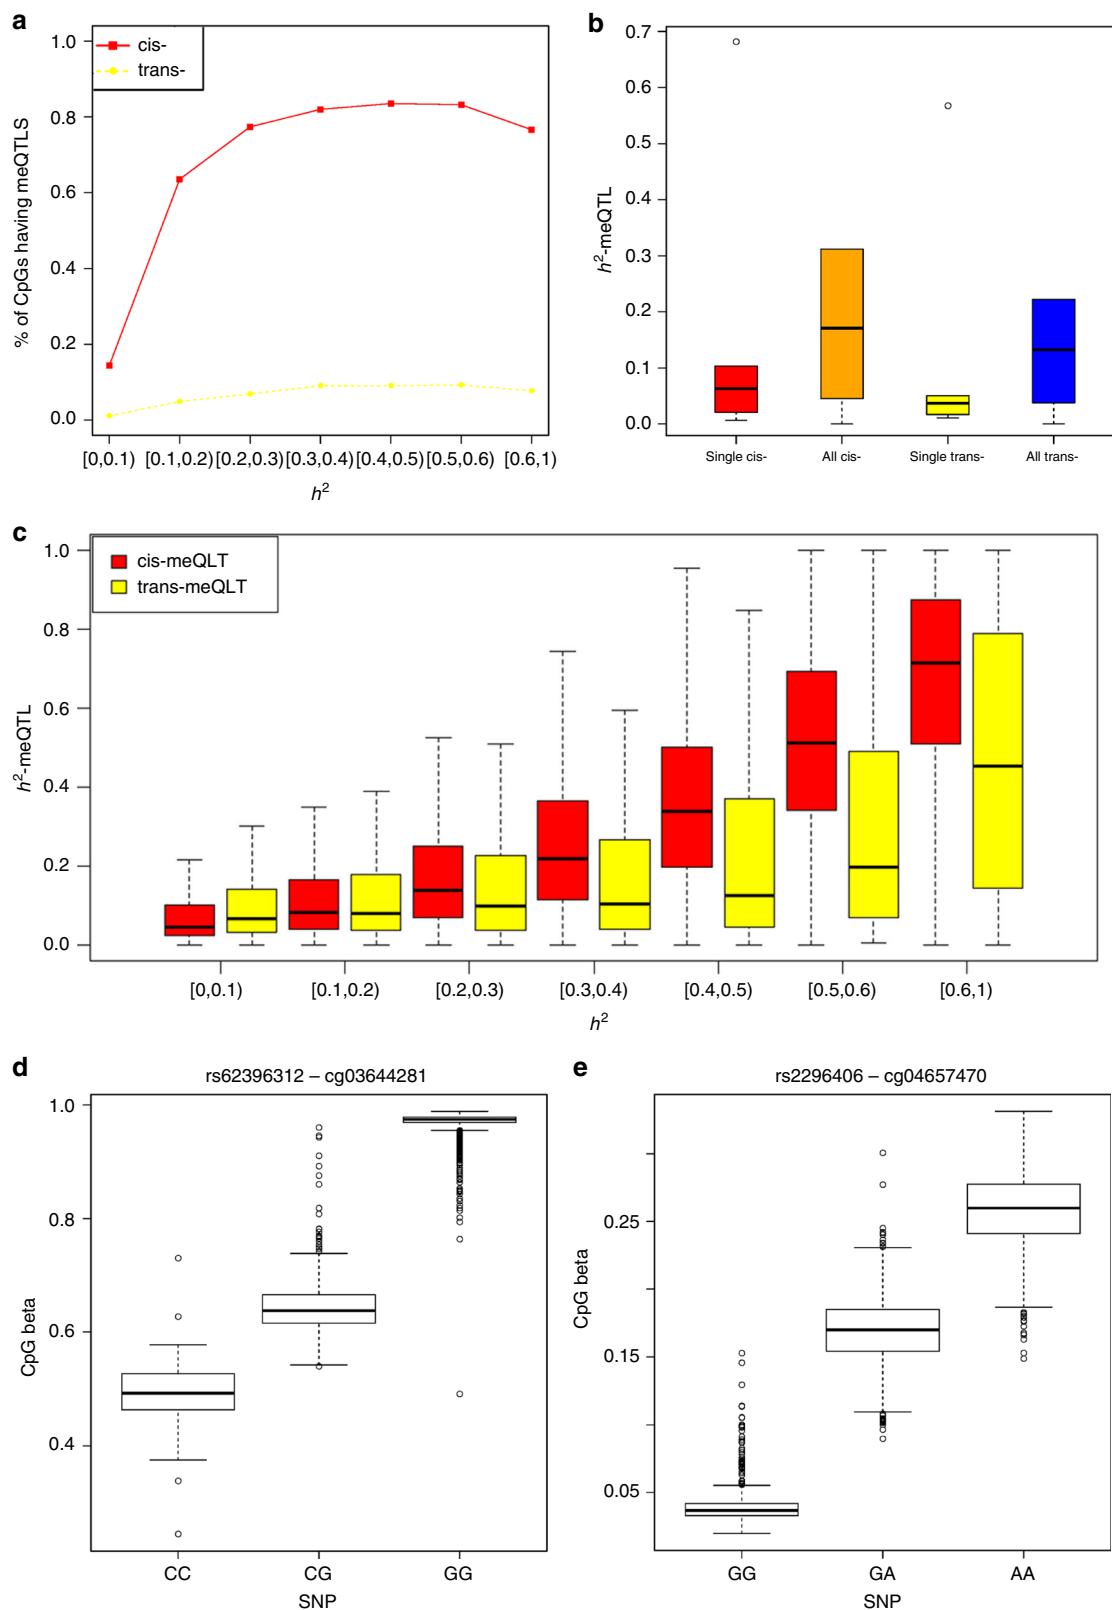 a
cis-
trans-
1.0
0.8
0.6
0.4
0.2
0.0
% of CpGs having meQTLS
[0,0.1) [0.1,0.2) [0.2,0.3) [0.3,0.4) [0.4,0.5) [0.5,0.6) [0.6,1)
h²
b
0.7
0.6
0.5
0.4
0.3
0.2
0.1
0.0
h²-meQTL
Single cis- All cis- Single trans- All trans-
c
cis-meQLT
trans-meQLT
1.0
0.8
0.6
0.4
0.2
0.0
h²-meQTL
[0,0.1) [0.1,0.2) [0.2,0.3) [0.3,0.4) [0.4,0.5) [0.5,0.6) [0.6,1)
h²
d
rs62396312 – cg03644281
1.0
0.8
0.6
0.4
CpG beta
CC CG GG
SNP
e
rs2296406 – cg04657470
0.25
0.15
0.05
CpG beta
GG GA AA
SNP